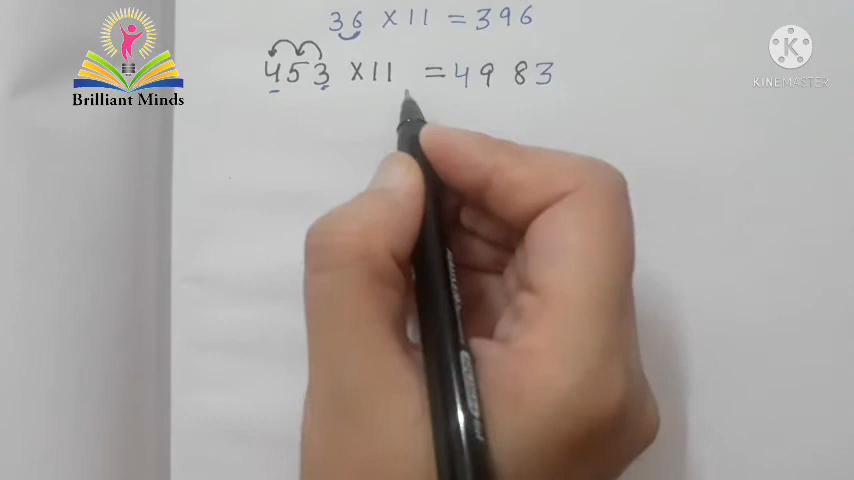 36 X 11 = 396
453 X 11 = 4983
Brilliant Minds
K
KINEMASTER